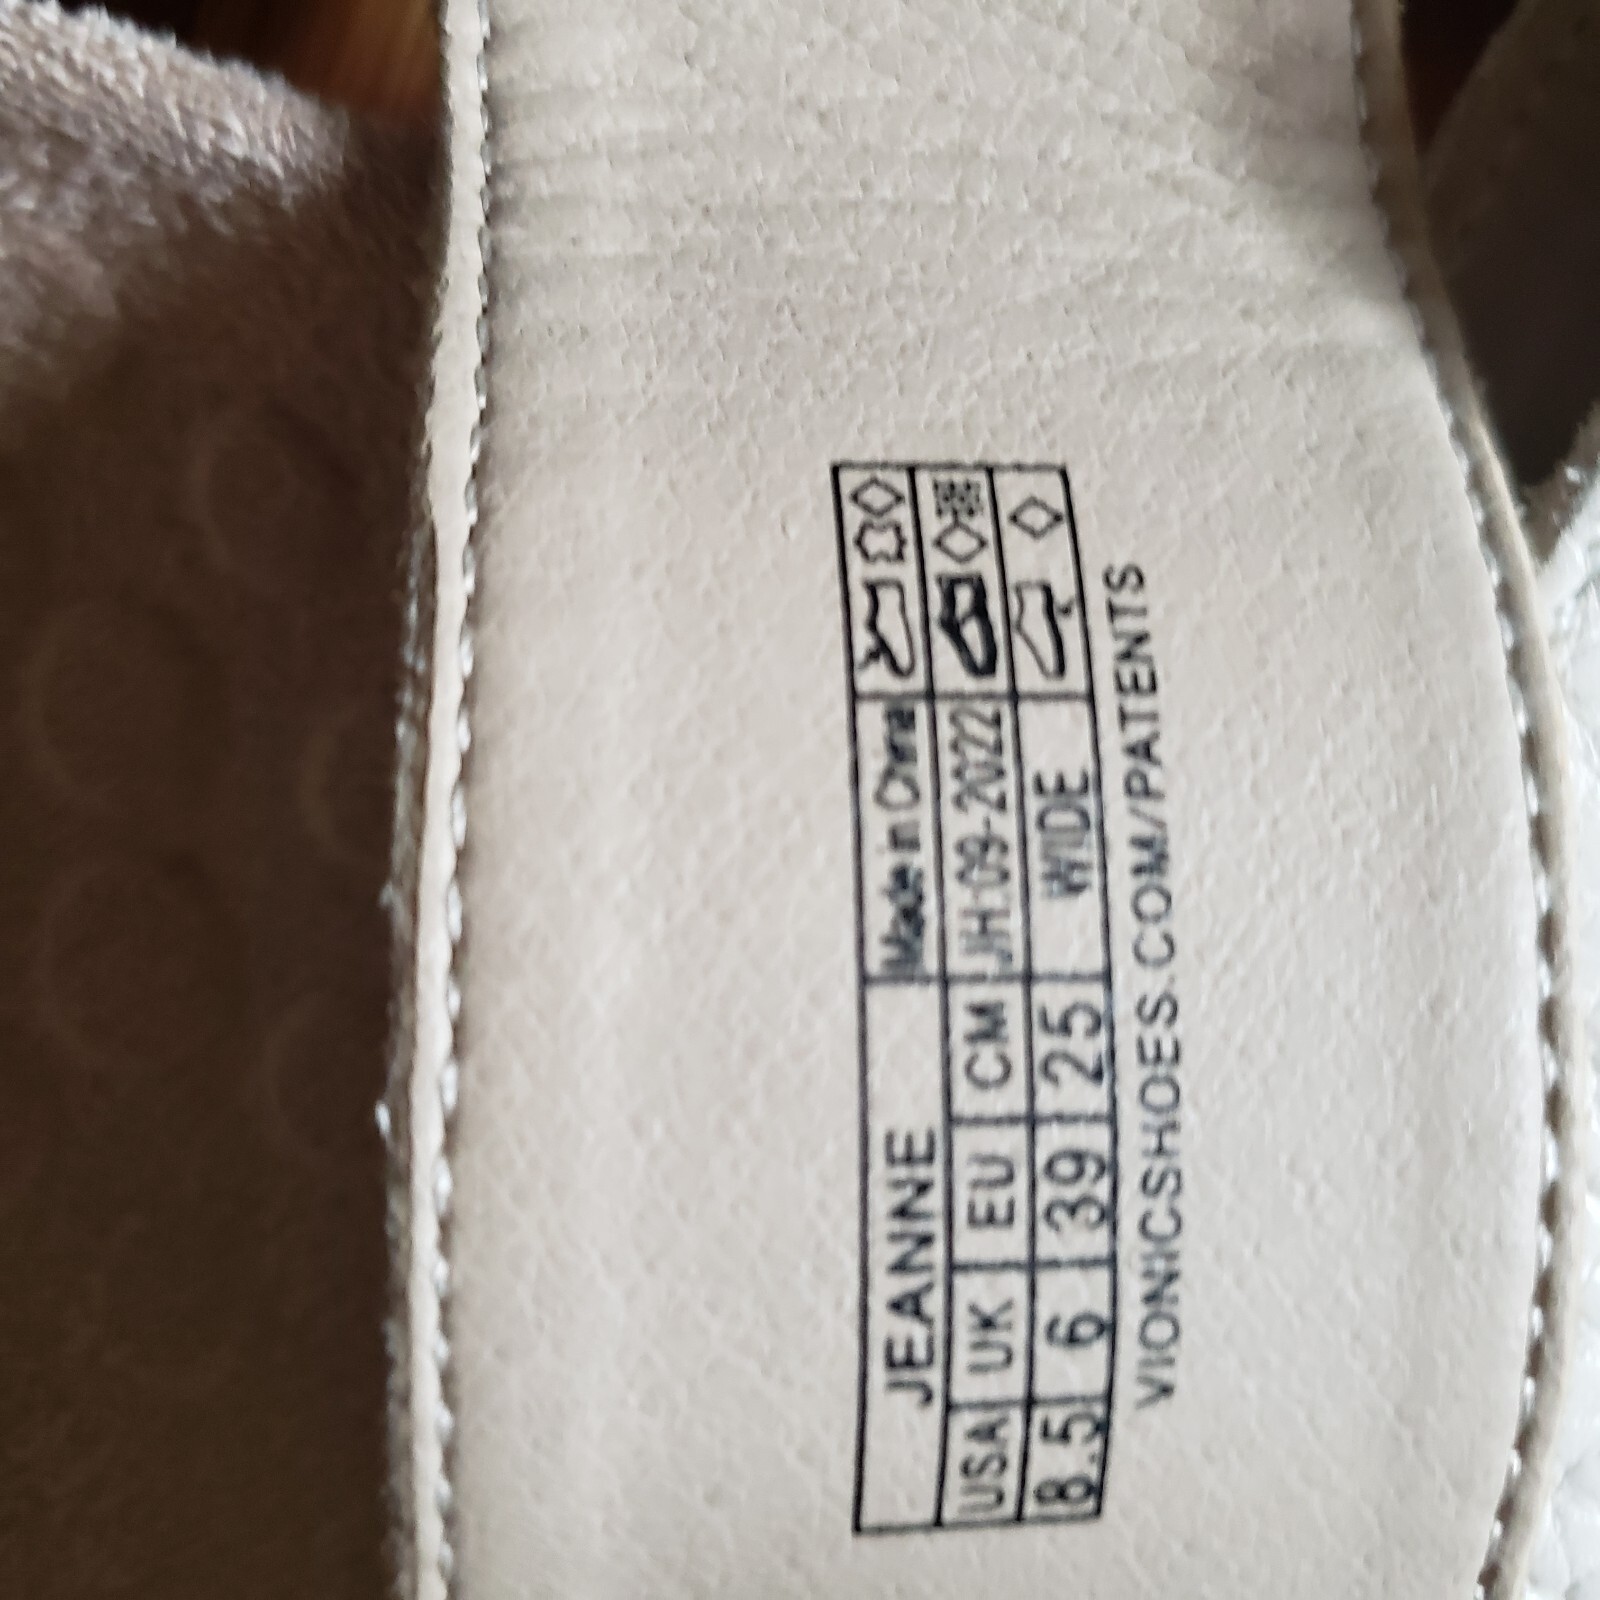 JEANNE Made in China
USA UK EU CM JH:09-2022
8.5 6 39 25 WIDE
VIONICSHOES.COM/PATENTS